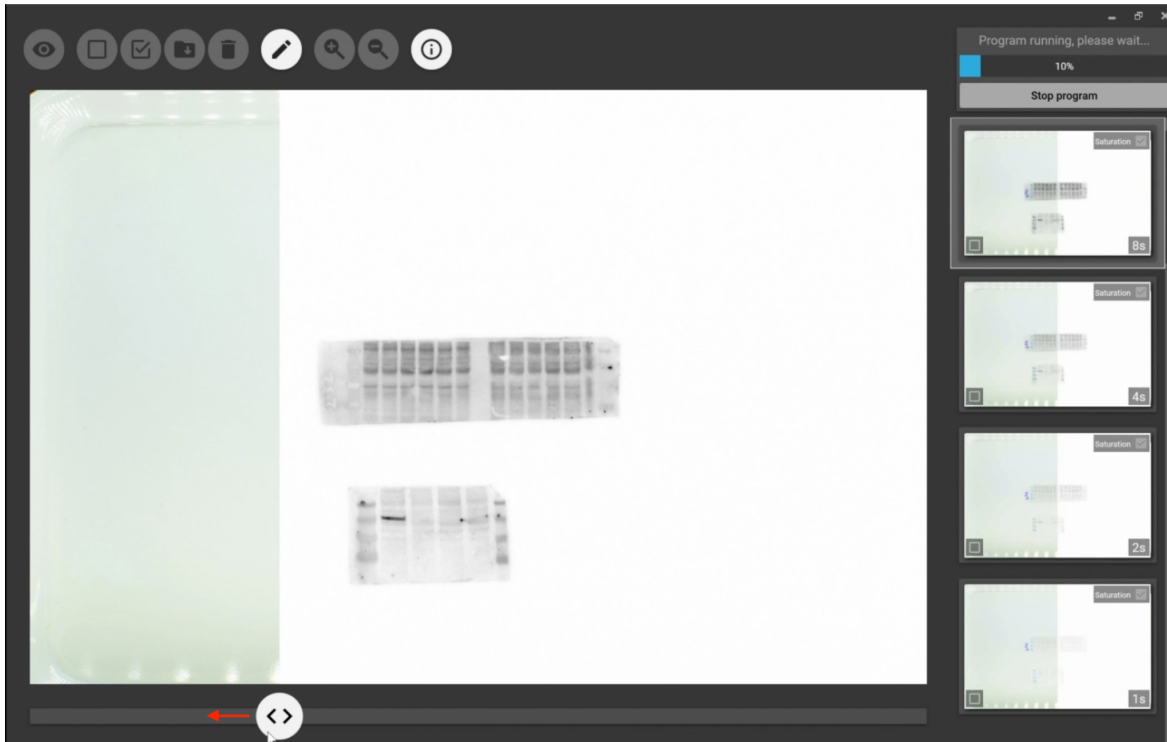 Program running, please wait...
10%
Stop program
Saturation
8s
Saturation
4s
Saturation
2s
Saturation
1s